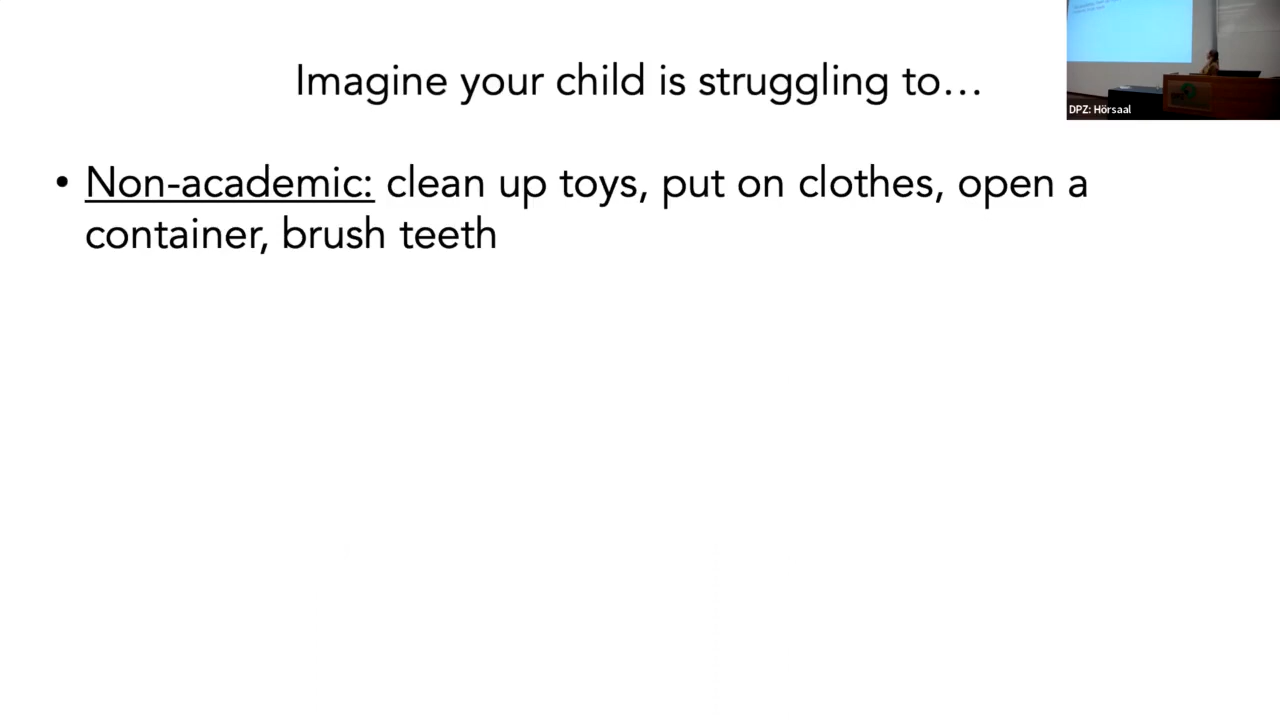 Imagine your child is struggling to…
• Non-academic: clean up toys, put on clothes, open a
container, brush teeth
DPZ: Hörsaal